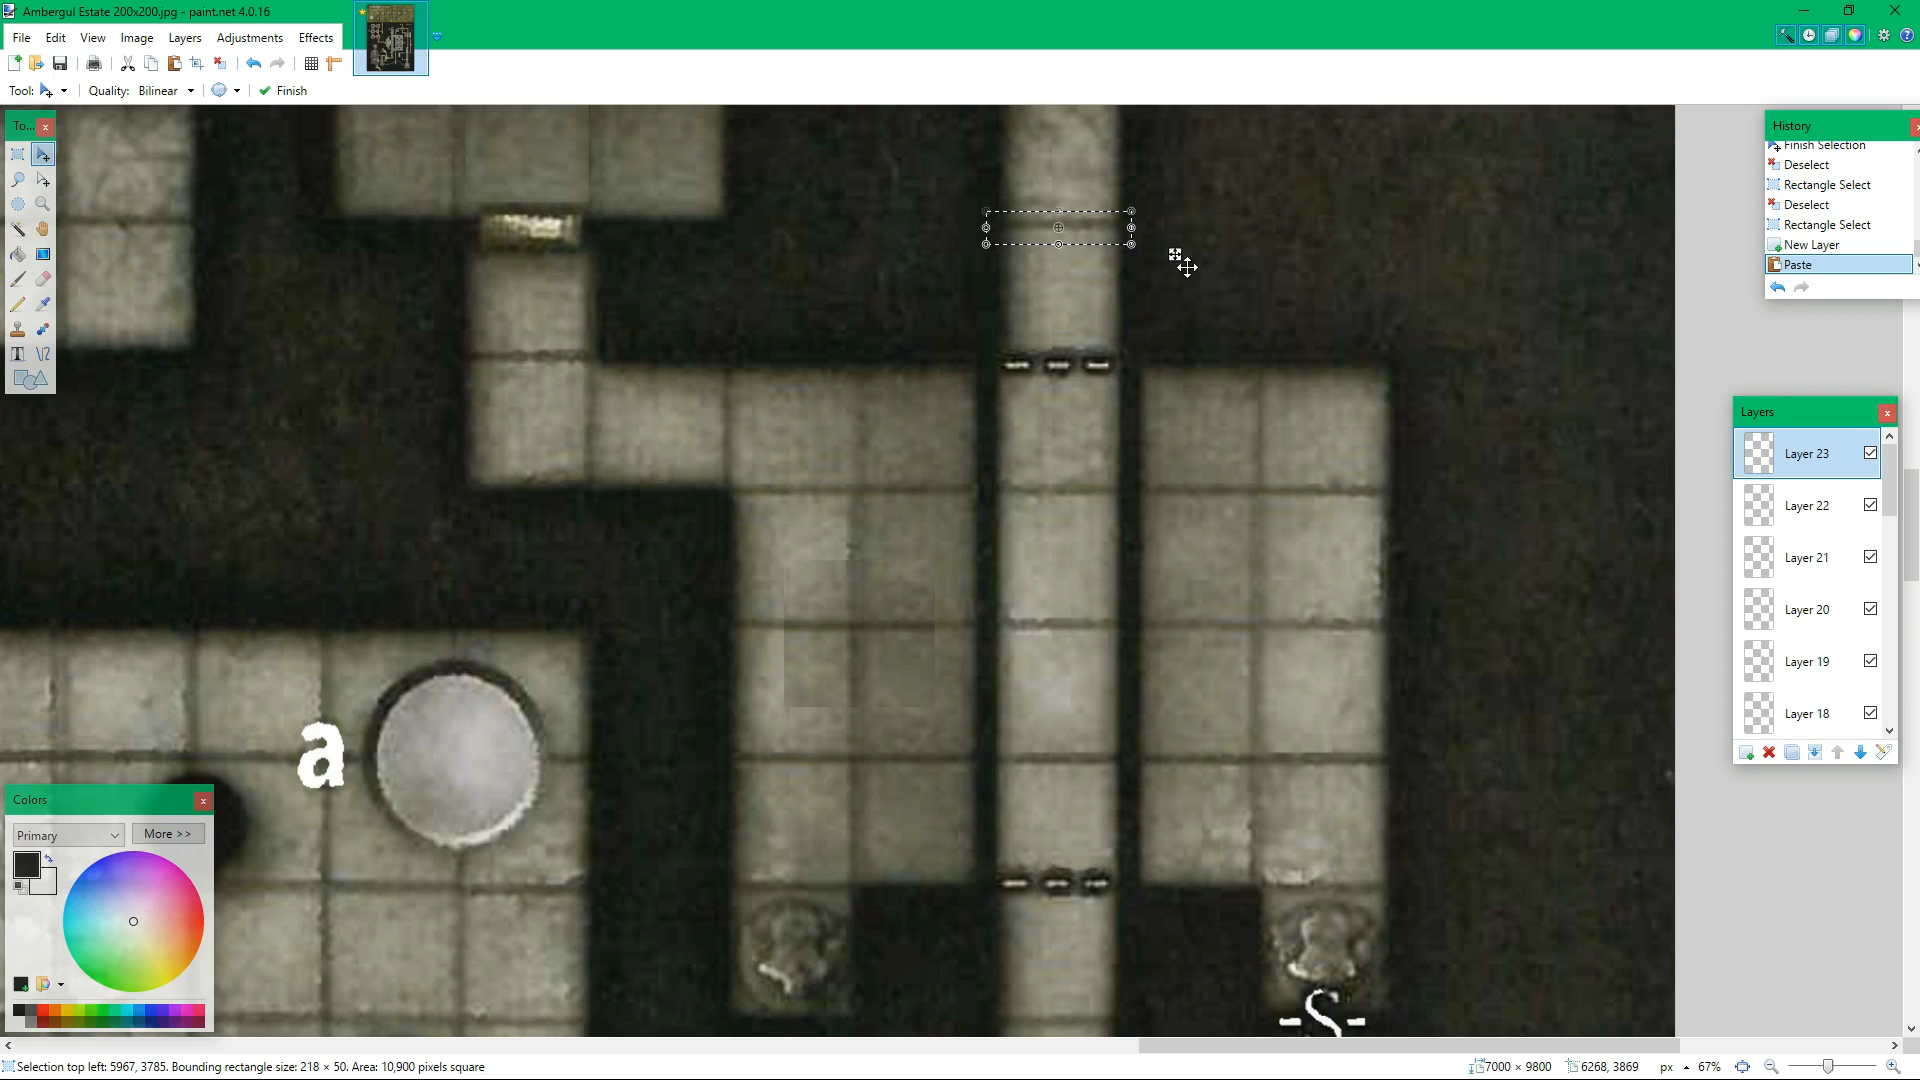 Ambergul Estate 200x200.jpg - paint.net 4.0.16
File Edit View Image Layers Adjustments Effects
Tool: Quality: Bilinear Finish
To...
History
Finish Selection
Deselect
Rectangle Select
Deselect
Rectangle Select
New Layer
Paste
Layers
Layer 23
Layer 22
Layer 21
Layer 20
Layer 19
Layer 18
a
Colors
Primary
More >>
-S-
Selection top left: 5967, 3785. Bounding rectangle size: 218 × 50. Area: 10,900 pixels square
7000 × 9800
6268, 3869
px
67%